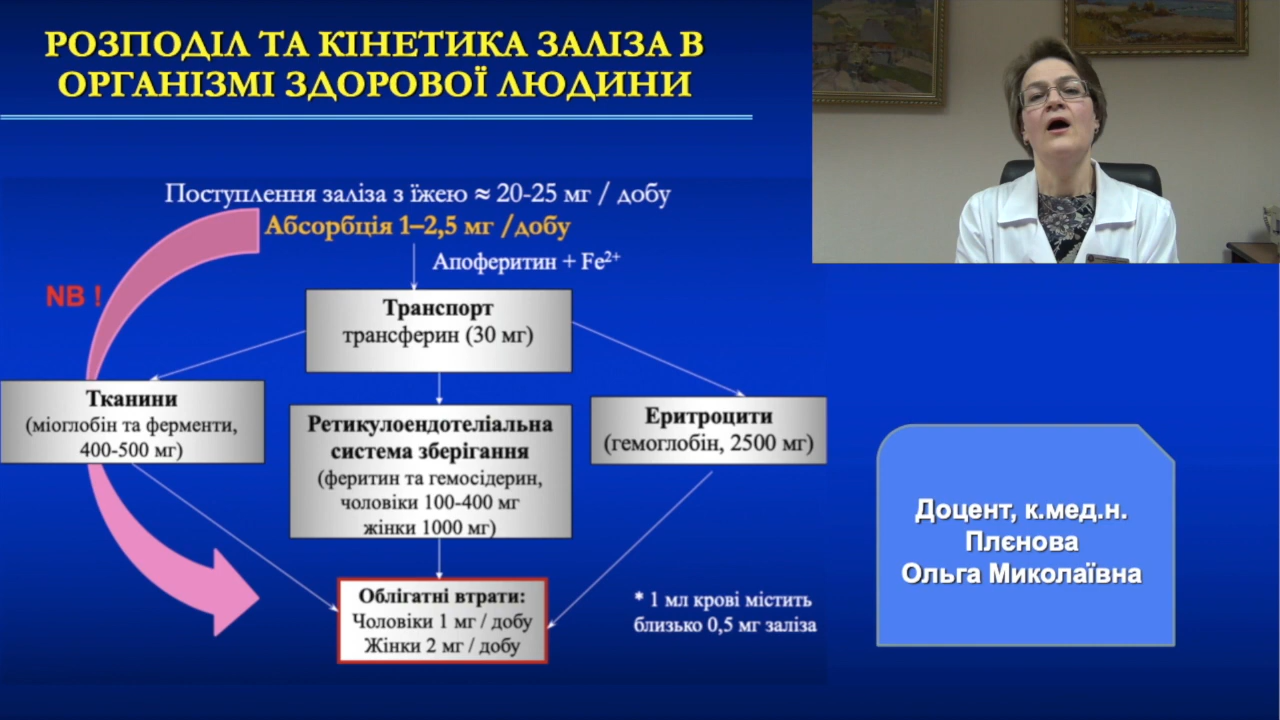 РОЗПОДІЛ ТА КІНЕТИКА ЗАЛІЗА В
ОРГАНІЗМІ ЗДОРОВОЇ ЛЮДИНИ
Поступлення заліза з їжею ≈ 20-25 мг / добу
Абсорбція 1–2,5 мг /добу
Апоферитин + Fe²⁺
NB !
Транспорт
трансферин (30 мг)
Тканини
(міоглобін та ферменти,
400-500 мг)
Ретикулоендотеліальна
система зберігання
(феритин та гемосідерин,
чоловіки 100-400 мг
жінки 1000 мг)
Еритроцити
(гемоглобін, 2500 мг)
Облігатні втрати:
Чоловіки 1 мг / добу
Жінки 2 мг / добу
* 1 мл крові містить
близько 0,5 мг заліза
Доцент, к.мед.н.
Плєнова
Ольга Миколаївна